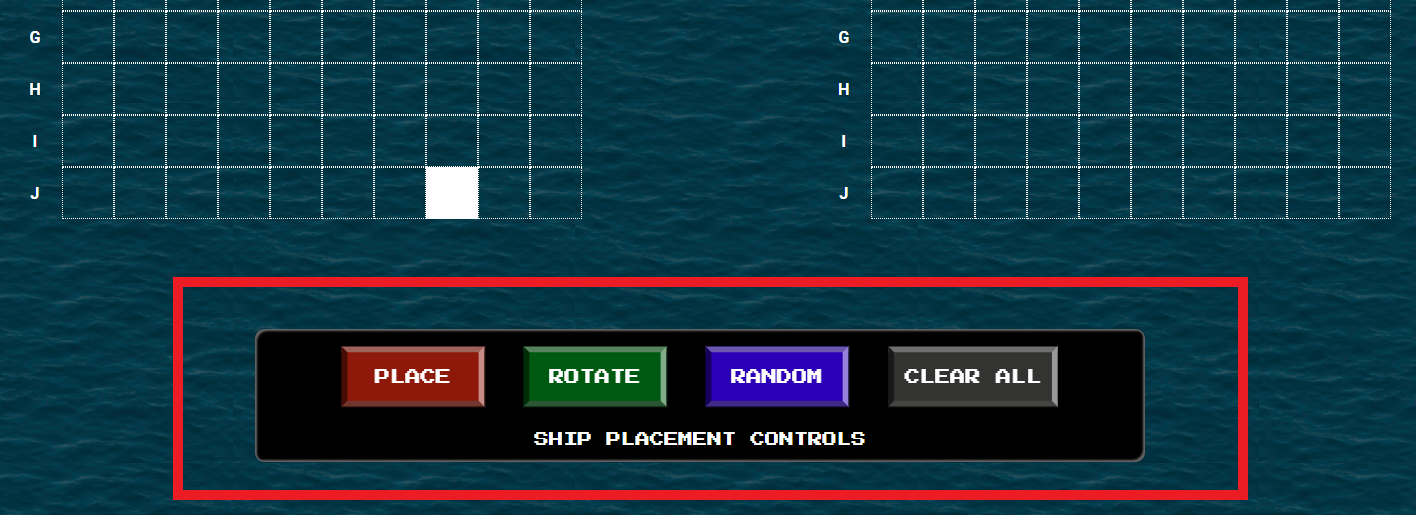 G G
H H
I I
J J
PLACE ROTATE RANDOM CLEAR ALL
SHIP PLACEMENT CONTROLS